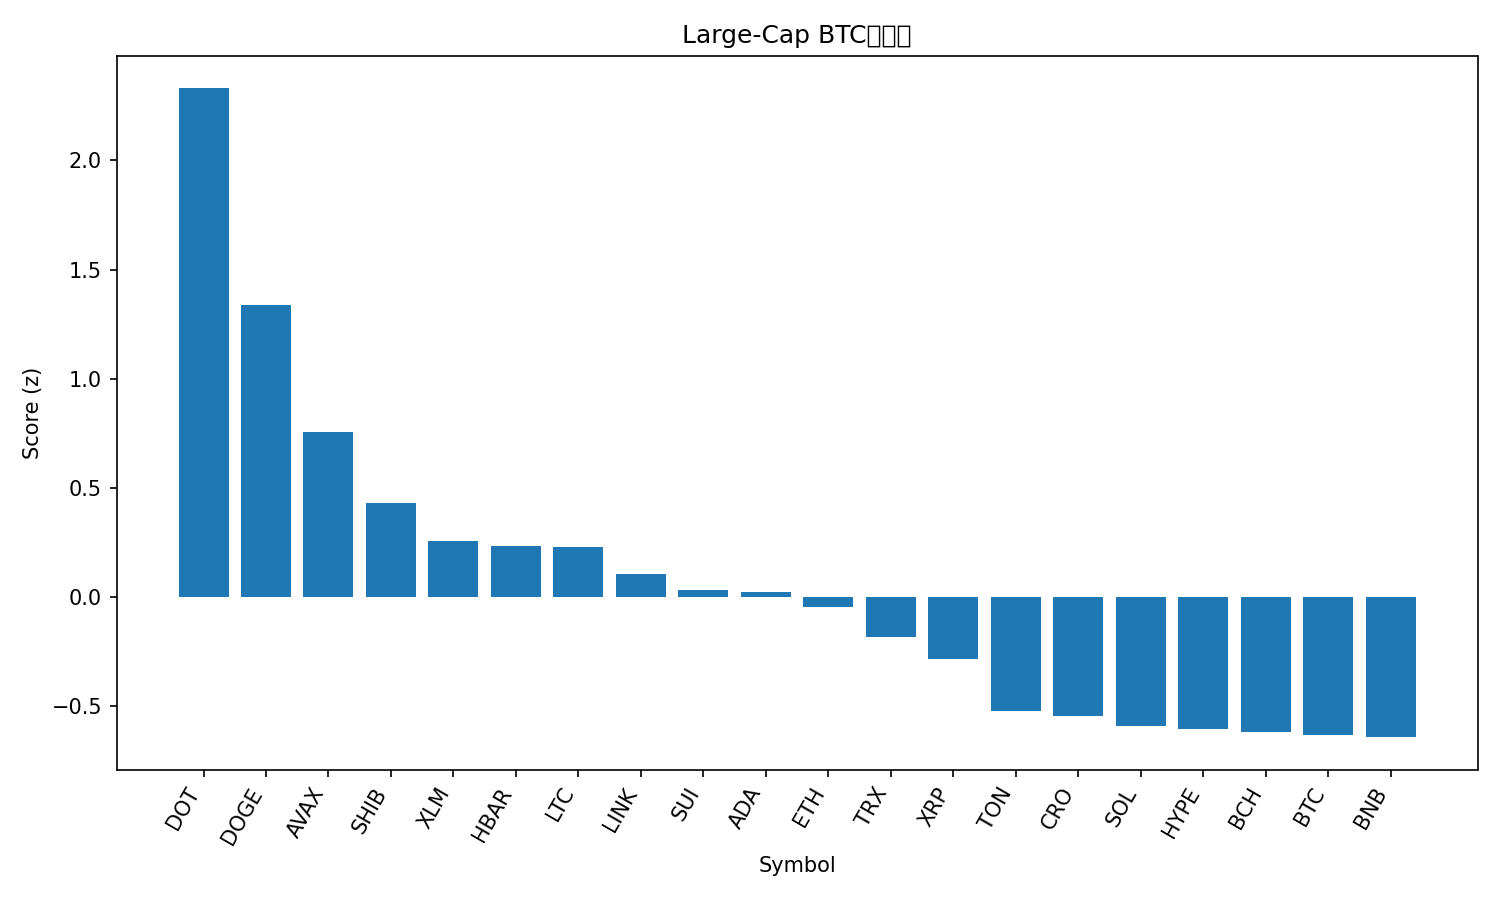 Large-Cap BTC
2.0
1.5
1.0
0.5
0.0
−0.5
Score (z)
DOT DOGE AVAX SHIB XLM HBAR LTC LINK SUI ADA ETH TRX XRP TON CRO SOL HYPE BCH BTC BNB
Symbol